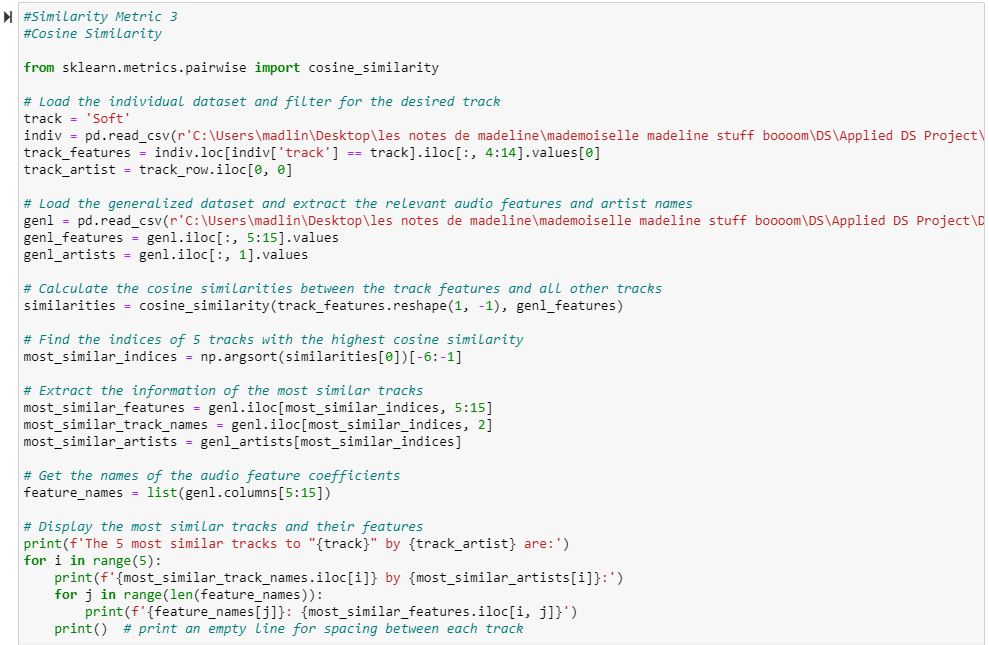 #Similarity Metric 3
#Cosine Similarity

from sklearn.metrics.pairwise import cosine_similarity

# Load the individual dataset and filter for the desired track
track = 'Soft'
indiv = pd.read_csv(r'C:\Users\madlin\Desktop\les notes de madeline\mademoiselle madeline stuff boooom\DS\Applied DS Project\
track_features = indiv.loc[indiv['track'] == track].iloc[:, 4:14].values[0]
track_artist = track_row.iloc[0, 0]

# Load the generalized dataset and extract the relevant audio features and artist names
genl = pd.read_csv(r'C:\Users\madlin\Desktop\les notes de madeline\mademoiselle madeline stuff boooom\DS\Applied DS Project\D
genl_features = genl.iloc[:, 5:15].values
genl_artists = genl.iloc[:, 1].values

# Calculate the cosine similarities between the track features and all other tracks
similarities = cosine_similarity(track_features.reshape(1, -1), genl_features)

# Find the indices of 5 tracks with the highest cosine similarity
most_similar_indices = np.argsort(similarities[0])[-6:-1]

# Extract the information of the most similar tracks
most_similar_features = genl.iloc[most_similar_indices, 5:15]
most_similar_track_names = genl.iloc[most_similar_indices, 2]
most_similar_artists = genl_artists[most_similar_indices]

# Get the names of the audio feature coefficients
feature_names = list(genl.columns[5:15])

# Display the most similar tracks and their features
print(f'The 5 most similar tracks to "{track}" by {track_artist} are:')
for i in range(5):
    print(f'{most_similar_track_names.iloc[i]} by {most_similar_artists[i]}:')
    for j in range(len(feature_names)):
        print(f'{feature_names[j]}: {most_similar_features.iloc[i, j]}')
    print()  # print an empty line for spacing between each track